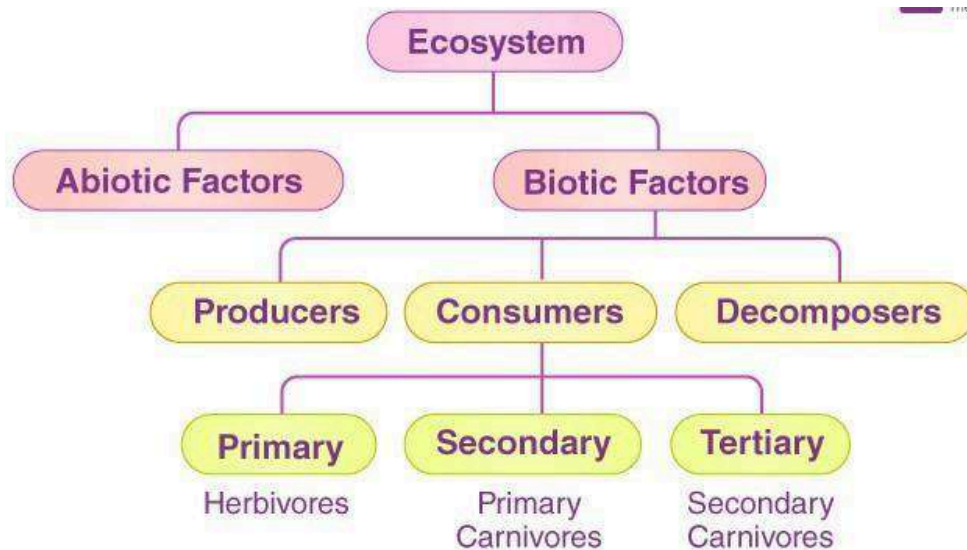 Ecosystem
Abiotic Factors
Biotic Factors
Producers
Consumers
Decomposers
Primary
Secondary
Tertiary
Herbivores
Primary
Carnivores
Secondary
Carnivores